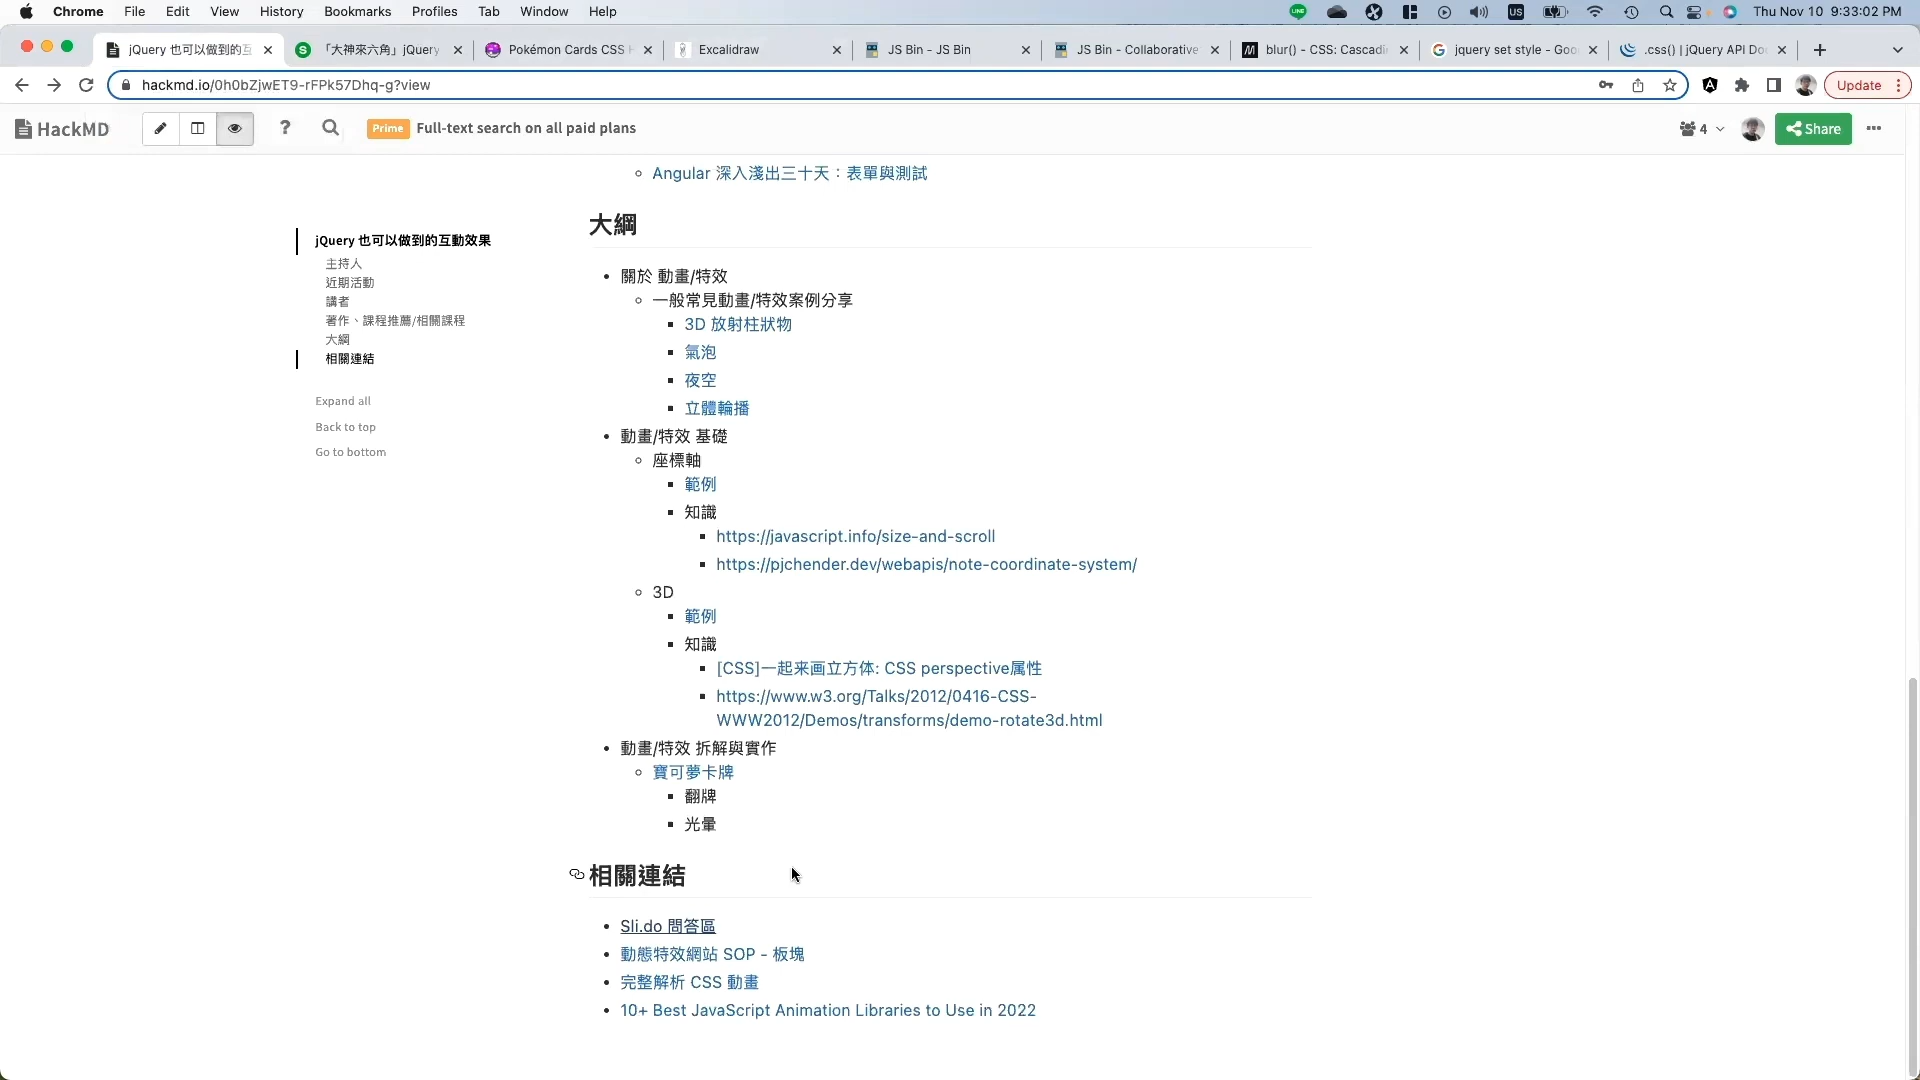 Chrome File Edit View History Bookmarks Profiles Tab Window Help
US
Thu Nov 10 9:33:02 PM
jQuery 也可以做到的互
「大神來六角」jQuery
Pokémon Cards CSS H
Excalidraw
JS Bin - JS Bin
JS Bin - Collaborative
blur() - CSS: Cascadi
jquery set style - Goo
.css() | jQuery API Do
hackmd.io/0h0bZjwET9-rFPk57Dhq-g?view
Update
HackMD
Prime Full-text search on all paid plans
4
Share
jQuery 也可以做到的互動效果
主持人
近期活動
講者
著作、課程推薦/相關課程
大綱
相關連結
Expand all
Back to top
Go to bottom
Angular 深入淺出三十天：表單與測試
大綱
關於 動畫/特效
一般常見動畫/特效案例分享
3D 放射柱狀物
氣泡
夜空
立體輪播
動畫/特效 基礎
座標軸
範例
知識
https://javascript.info/size-and-scroll
https://pjchender.dev/webapis/note-coordinate-system/
3D
範例
知識
[CSS]一起来画立方体: CSS perspective属性
https://www.w3.org/Talks/2012/0416-CSS-
WWW2012/Demos/transforms/demo-rotate3d.html
動畫/特效 拆解與實作
寶可夢卡牌
翻牌
光暈
相關連結
Sli.do 問答區
動態特效網站 SOP - 板塊
完整解析 CSS 動畫
10+ Best JavaScript Animation Libraries to Use in 2022